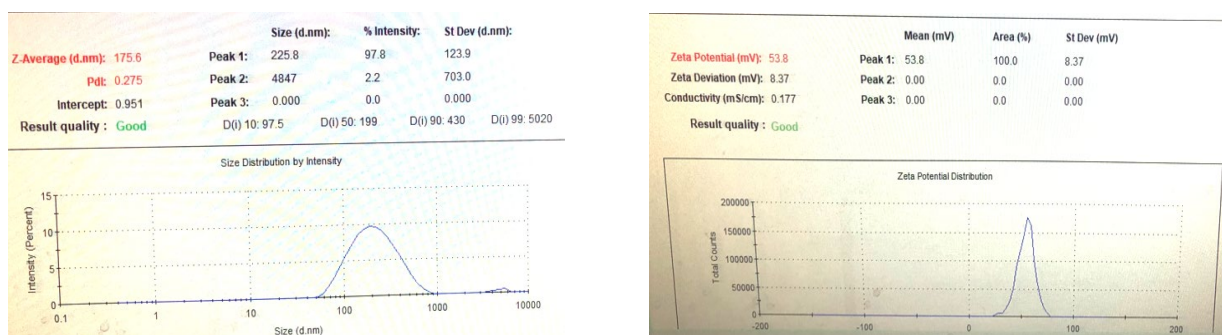 Size (d.nm): % Intensity: St Dev (d.nm):
Z-Average (d.nm): 175.6 Peak 1: 225.8 97.8 123.9
PdI: 0.275 Peak 2: 4847 2.2 703.0
Intercept: 0.951 Peak 3: 0.000 0.0 0.000
Result quality : Good D(i) 10: 97.5 D(i) 50: 199 D(i) 90: 430 D(i) 99: 5020
Size Distribution by Intensity
Intensity (Percent)
15
10
5
0
0.1 1 10 100 1000 10000
Size (d.nm)
Mean (mV) Area (%) St Dev (mV)
Zeta Potential (mV): 53.8 Peak 1: 53.8 100.0 8.37
Zeta Deviation (mV): 8.37 Peak 2: 0.00 0.0 0.00
Conductivity (mS/cm): 0.177 Peak 3: 0.00 0.0 0.00
Result quality : Good
Zeta Potential Distribution
Total Counts
200000
150000
100000
50000
0
-200 -100 0 100 200